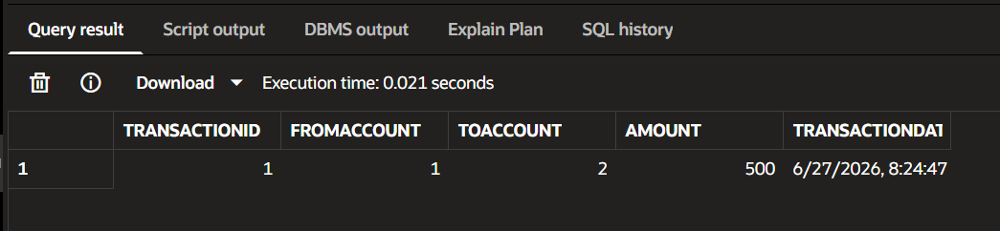 Query result Script output DBMS output Explain Plan SQL history
Download Execution time: 0.021 seconds
TRANSACTIONID FROMACCOUNT TOACCOUNT AMOUNT TRANSACTIONDAT
1 1 1 2 500 6/27/2026, 8:24:47